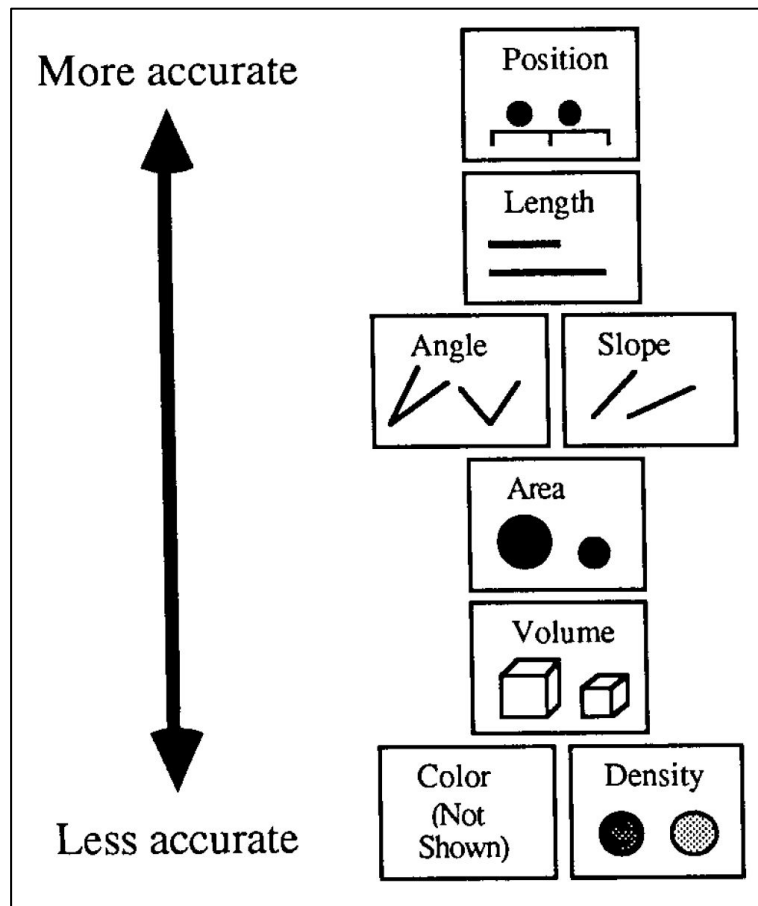 More accurate
Position
Length
Angle
Slope
Area
Volume
Color
(Not
Shown)
Density
Less accurate